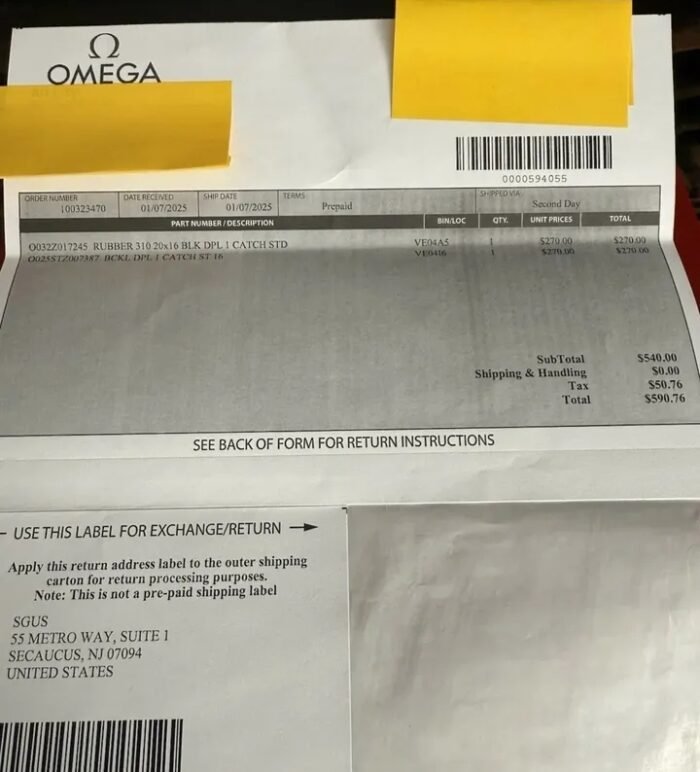 Ω
OMEGA
0000594055
ORDER NUMBER DATE RECEIVED SHIP DATE TERMS SHIPPED VIA
100323470 01/07/2025 01/07/2025 Prepaid Second Day
PART NUMBER / DESCRIPTION BIN/LOC QTY. UNIT PRICES TOTAL
O032Z017245 RUBBER 310 20x16 BLK DPL 1 CATCH STD VE04A5 1 $270.00 $270.00
O025STZ007387 BCKL DPL 1 CATCH ST 16 VE0416 1 $270.00 $270.00
SubTotal $540.00
Shipping & Handling $0.00
Tax $50.76
Total $590.76
SEE BACK OF FORM FOR RETURN INSTRUCTIONS
USE THIS LABEL FOR EXCHANGE/RETURN
Apply this return address label to the outer shipping
carton for return processing purposes.
Note: This is not a pre-paid shipping label
SGUS
55 METRO WAY, SUITE 1
SECAUCUS, NJ 07094
UNITED STATES